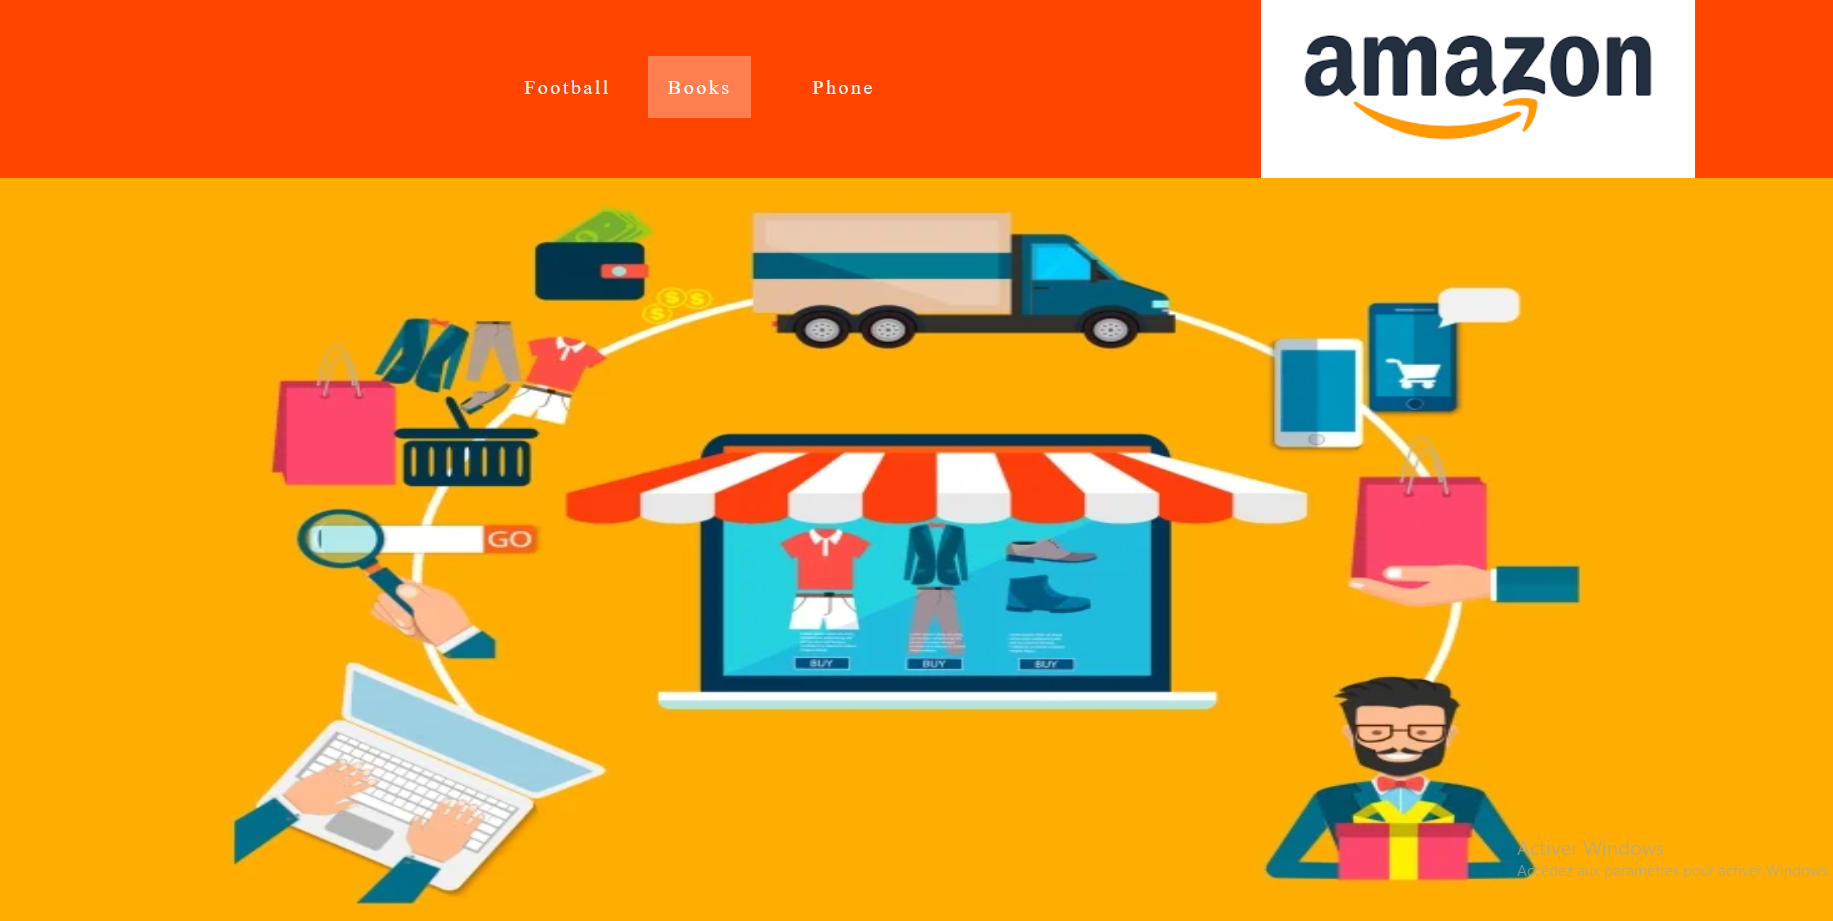 Football Books Phone
amazon
GO
BUY BUY BUY
Activer Windows
Accédez aux paramètres pour activer Windows.